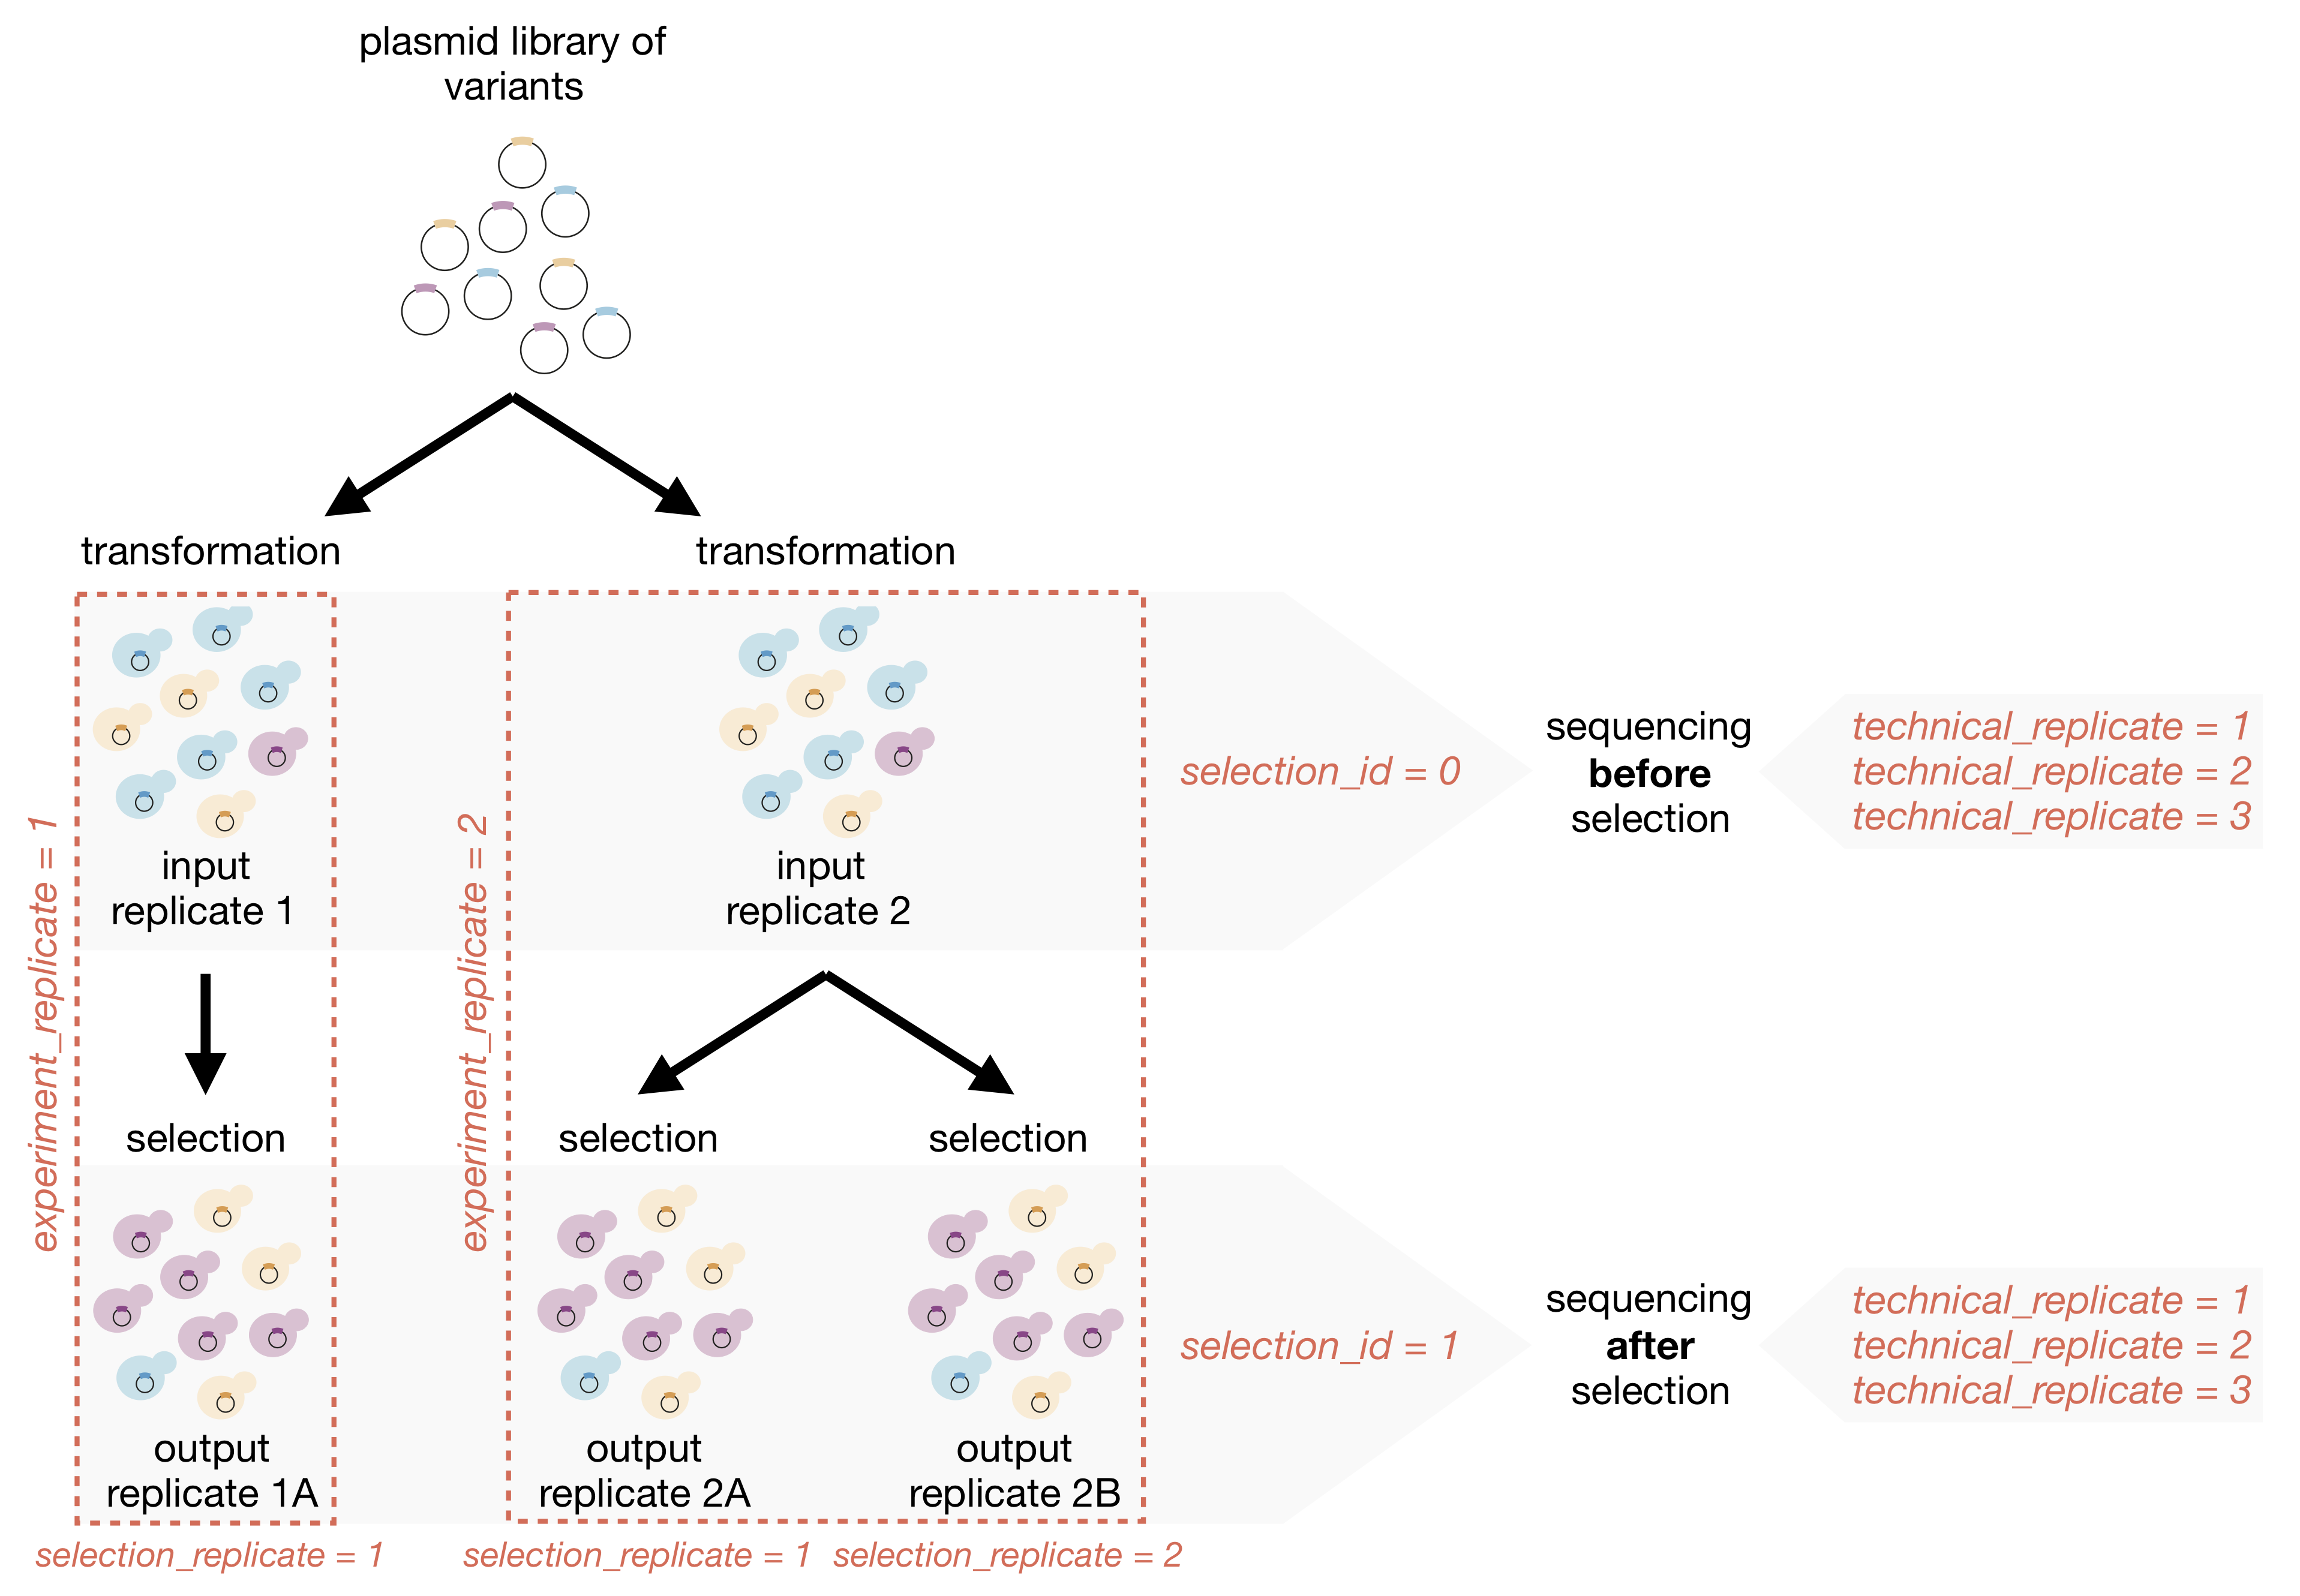 plasmid library of
variants
transformation
transformation
experiment_replicate = 1
experiment_replicate = 2
input
replicate 1
input
replicate 2
selection_id = 0
sequencing
before
selection
technical_replicate = 1
technical_replicate = 2
technical_replicate = 3
selection
selection
selection
output
replicate 1A
output
replicate 2A
output
replicate 2B
selection_id = 1
sequencing
after
selection
technical_replicate = 1
technical_replicate = 2
technical_replicate = 3
selection_replicate = 1
selection_replicate = 1
selection_replicate = 2